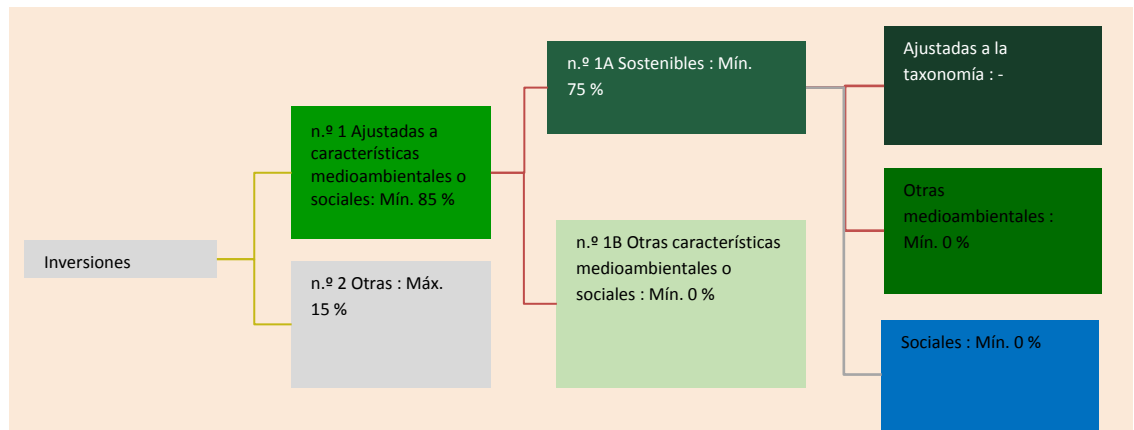 Inversiones
n.º 1 Ajustadas a
características
medioambientales o
sociales: Mín. 85 %
n.º 2 Otras : Máx.
15 %
n.º 1A Sostenibles : Mín.
75 %
n.º 1B Otras características
medioambientales o
sociales : Mín. 0 %
Ajustadas a la
taxonomía : -
Otras
medioambientales :
Mín. 0 %
Sociales : Mín. 0 %